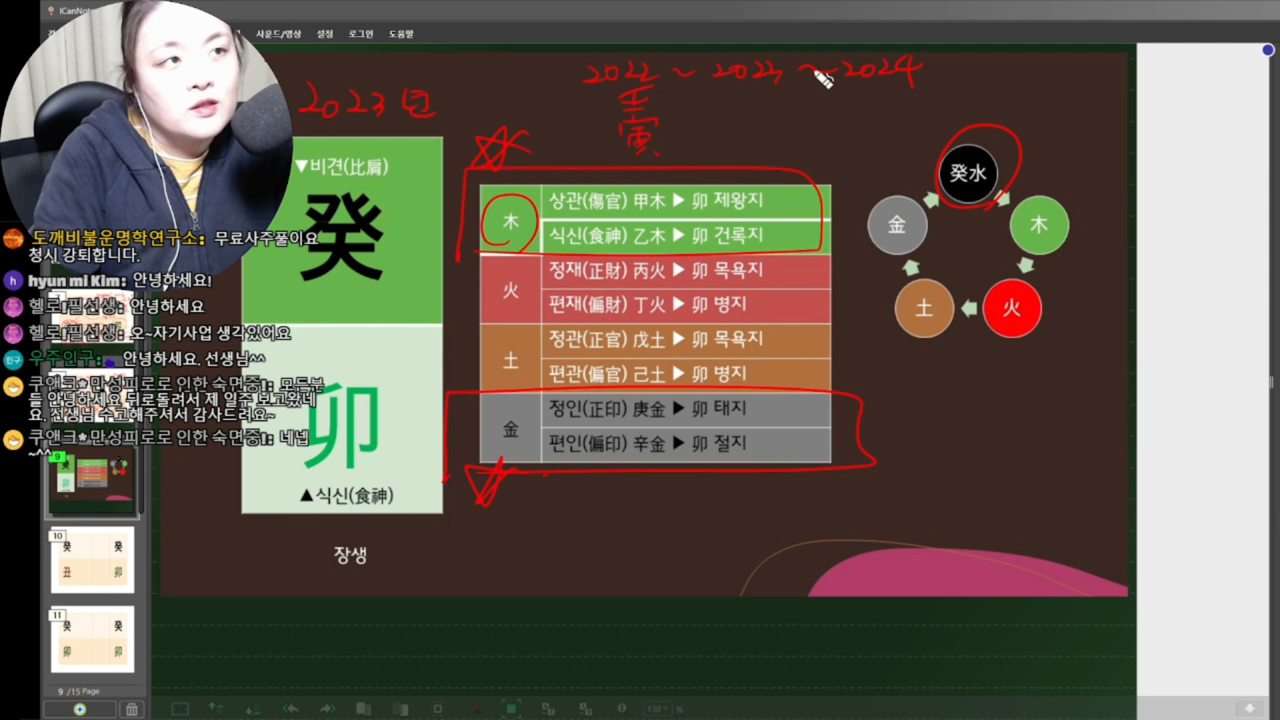 사운드/영상 설정 로그인 도움말
2022 ~ 2023 ~ 2024
壬
寅
2023년
▼비견(比肩)
癸
卯
▲식신(食神)
장생
木
상관(傷官) 甲木 ▶ 卯 제왕지
식신(食神) 乙木 ▶ 卯 건록지
火
정재(正財) 丙火 ▶ 卯 목욕지
편재(偏財) 丁火 ▶ 卯 병지
土
정관(正官) 戊土 ▶ 卯 목욕지
편관(偏官) 己土 ▶ 卯 병지
金
정인(正印) 庚金 ▶ 卯 태지
편인(偏印) 辛金 ▶ 卯 절지
癸水
金
木
土
火
도깨비불운명학연구소: 무료사주풀이요
청시 강퇴합니다.
hyun mi Kim: 안녕하세요!
헬로!필선생: 안녕하세요
헬로!필선생: 오~자기사업 생각있어요
우주인구: 안녕하세요. 선생님^^
쿠앤크*만성피로로 인한 숙면중!: 모든분
들 안녕하세요 뒤로돌려서 제 일주 보고왔네
요. 선생님 수고해주셔서 감사드려요~
쿠앤크*만성피로로 인한 숙면중!: 네넵
~^^
9
10
癸 癸
丑 卯
11
癸 癸
卯 卯
9 /15 Page
130 %